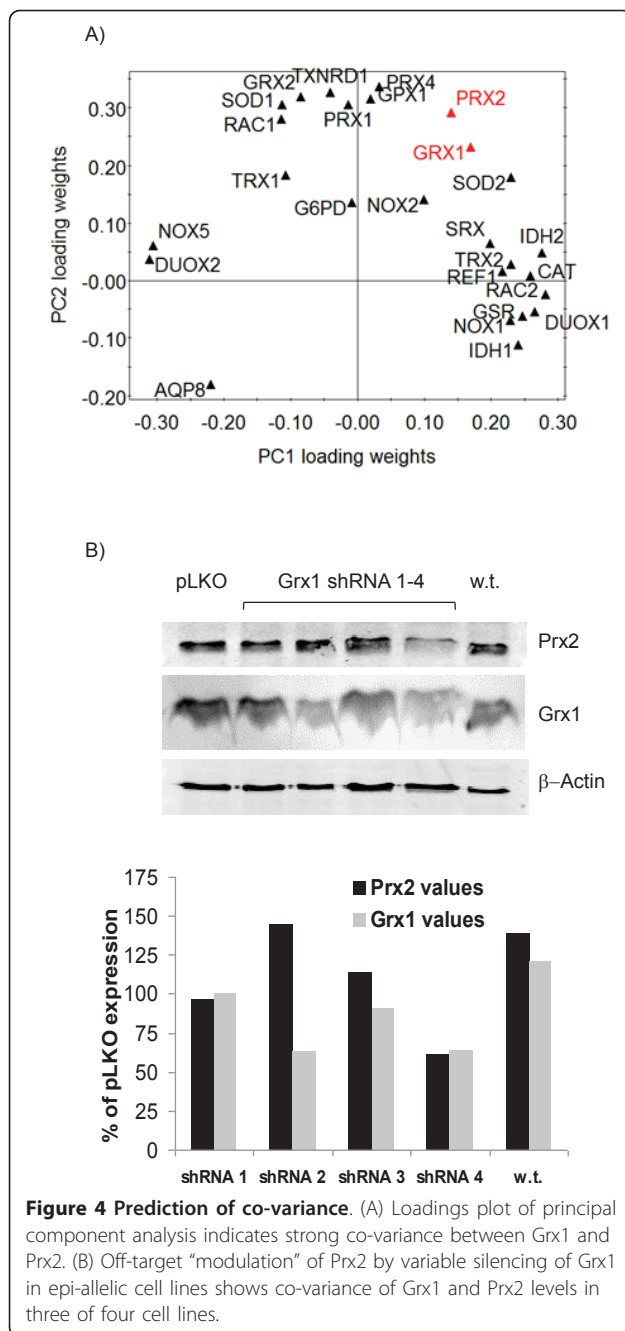 A)
TXNRD1
GRX2 PRX4
SOD1 GPX1 PRX2
RAC1 PRX1
GRX1
TRX1 SOD2
G6PD NOX2
NOX5 SRX IDH2
DUOX2 TRX2
REF1 CAT
RAC2
GSR DUOX1
NOX1
IDH1
AQP8
PC2 loading weights
0.30
0.20
0.10
-0.00
-0.10
-0.20
-0.30 -0.20 -0.10 -0.00 0.10 0.20 0.30
PC1 loading weights
B)
pLKO Grx1 shRNA 1-4 w.t.
Prx2
Grx1
β–Actin
% of pLKO expression
175
150
125
100
75
50
25
0
Prx2 values
Grx1 values
shRNA 1 shRNA 2 shRNA 3 shRNA 4 w.t.
Figure 4 Prediction of co-variance. (A) Loadings plot of principal
component analysis indicates strong co-variance between Grx1 and
Prx2. (B) Off-target “modulation” of Prx2 by variable silencing of Grx1
in epi-allelic cell lines shows co-variance of Grx1 and Prx2 levels in
three of four cell lines.